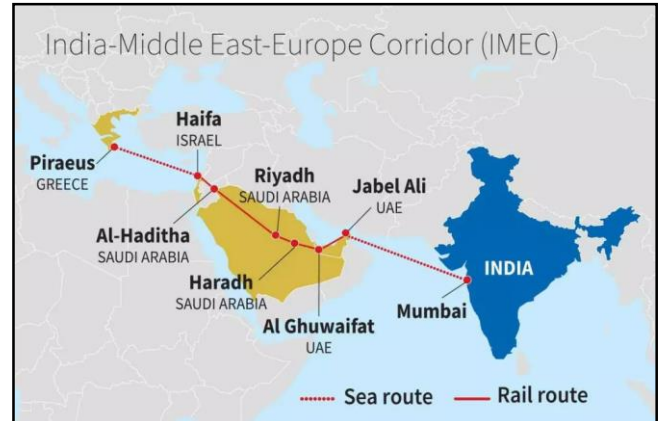 India-Middle East-Europe Corridor (IMEC)
Haifa
ISRAEL
Piraeus
GREECE
Riyadh
SAUDI ARABIA
Jabel Ali
UAE
Al-Haditha
SAUDI ARABIA
Haradh
SAUDI ARABIA
Al Ghuwaifat
UAE
INDIA
Mumbai
Sea route
Rail route